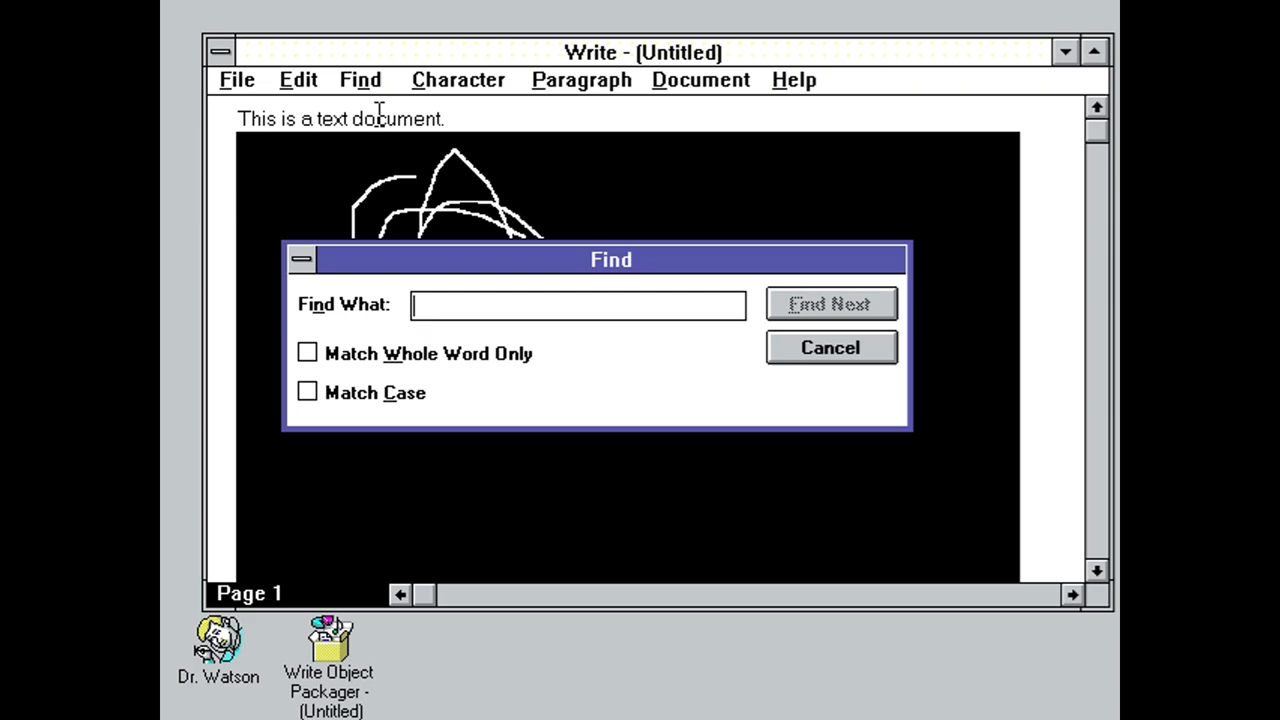 Write - (Untitled)
File Edit Find Character Paragraph Document Help
This is a text document.
Find
Find What:
Find Next
Match Whole Word Only
Cancel
Match Case
Page 1
Dr. Watson
Write Object
Packager -
(Untitled)